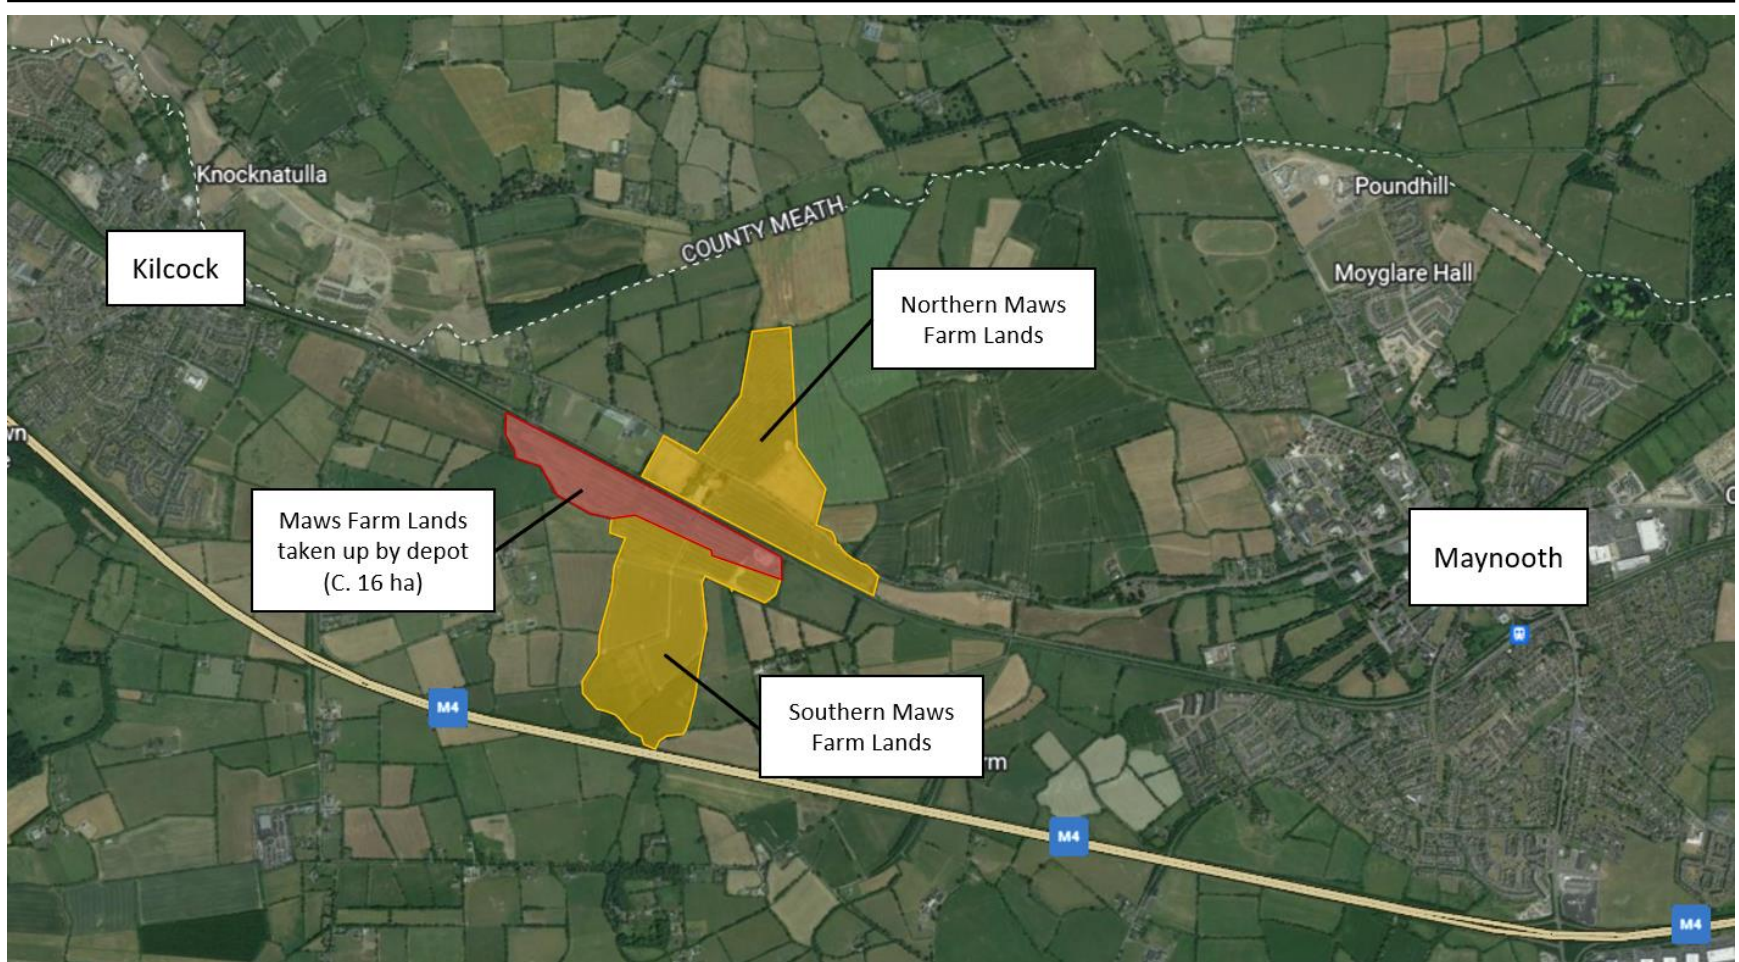 Knocknatulla
Poundhill
COUNTY MEATH
Kilcock
Moyglare Hall
Northern Maws
Farm Lands
Maws Farm Lands
taken up by depot
(C. 16 ha)
Maynooth
M4
Southern Maws
Farm Lands
M4
M4